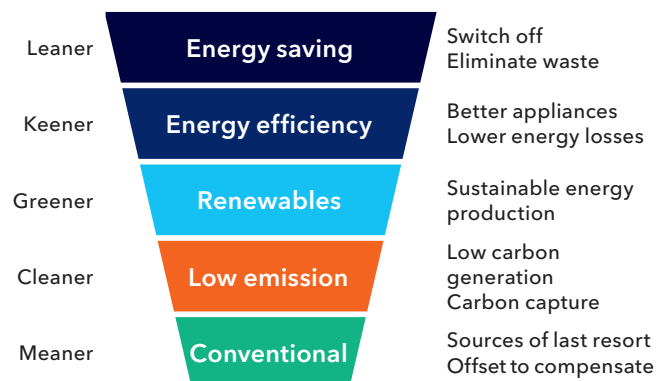 Leaner
Energy saving
Switch off
Eliminate waste
Keener
Energy efficiency
Better appliances
Lower energy losses
Greener
Renewables
Sustainable energy
production
Cleaner
Low emission
Low carbon
generation
Carbon capture
Meaner
Conventional
Sources of last resort
Offset to compensate